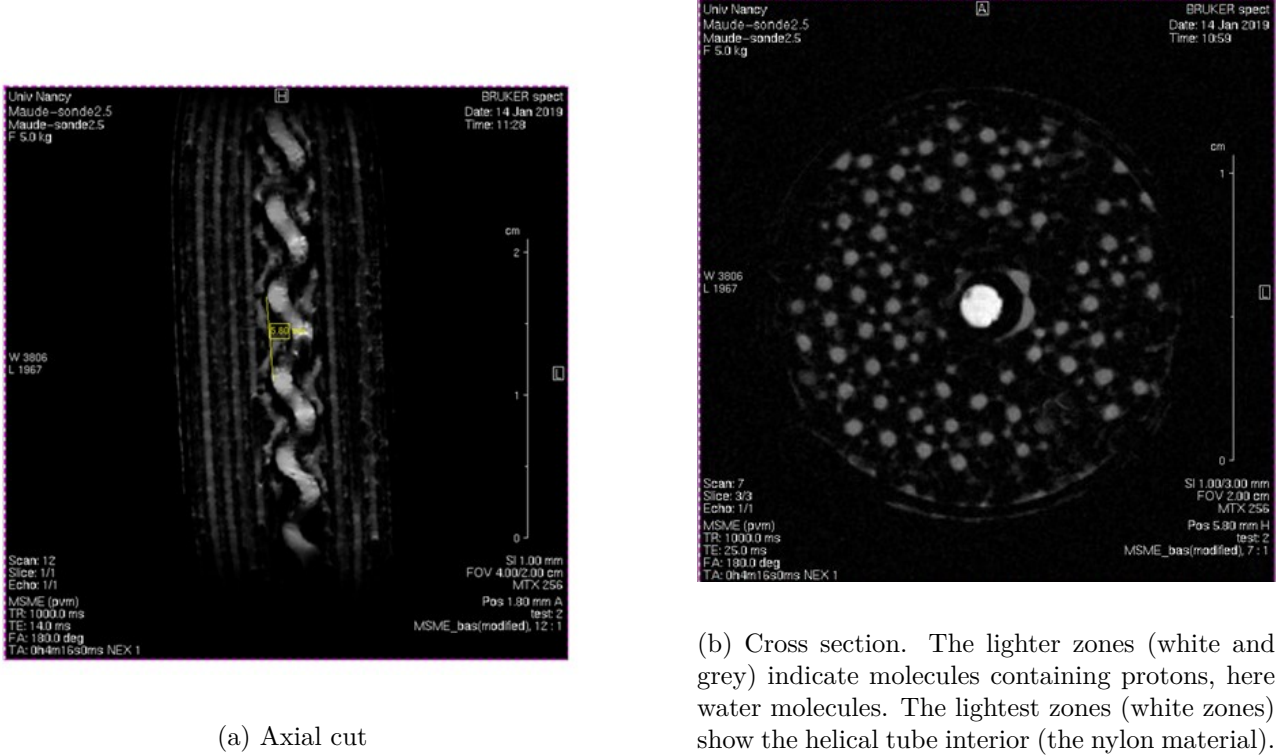 Univ Nancy
Maude-sonde2.5
Maude-sonde2.5
F 5.0 kg
H
BRUKER spect
Date: 14 Jan 2019
Time: 11:28
cm
2
1
0
5.80
W 3806
L 1967
L
Scan: 12
Slice: 1/1
Echo: 1/1
MSME (pvm)
TR: 1000.0 ms
TE: 14.0 ms
FA: 180.0 deg
TA: 0h4m16s0ms NEX 1
SI 1.00 mm
FOV 4.00/2.00 cm
MTX 256
Pos 1.80 mm A
test: 2
MSME_bas(modified), 12 : 1
(a) Axial cut
Univ Nancy
Maude-sonde2.5
Maude-sonde2.5
F 5.0 kg
A
BRUKER spect
Date: 14 Jan 2019
Time: 10:59
cm
1
0
W 3806
L 1967
L
Scan: 7
Slice: 3/3
Echo: 1/1
MSME (pvm)
TR: 1000.0 ms
TE: 25.0 ms
FA: 180.0 deg
TA: 0h4m16s0ms NEX 1
SI 1.00/3.00 mm
FOV 2.00 cm
MTX 256
Pos 5.80 mm H
test: 2
MSME_bas(modified), 7 : 1
(b) Cross section. The lighter zones (white and
grey) indicate molecules containing protons, here
water molecules. The lightest zones (white zones)
show the helical tube interior (the nylon material).